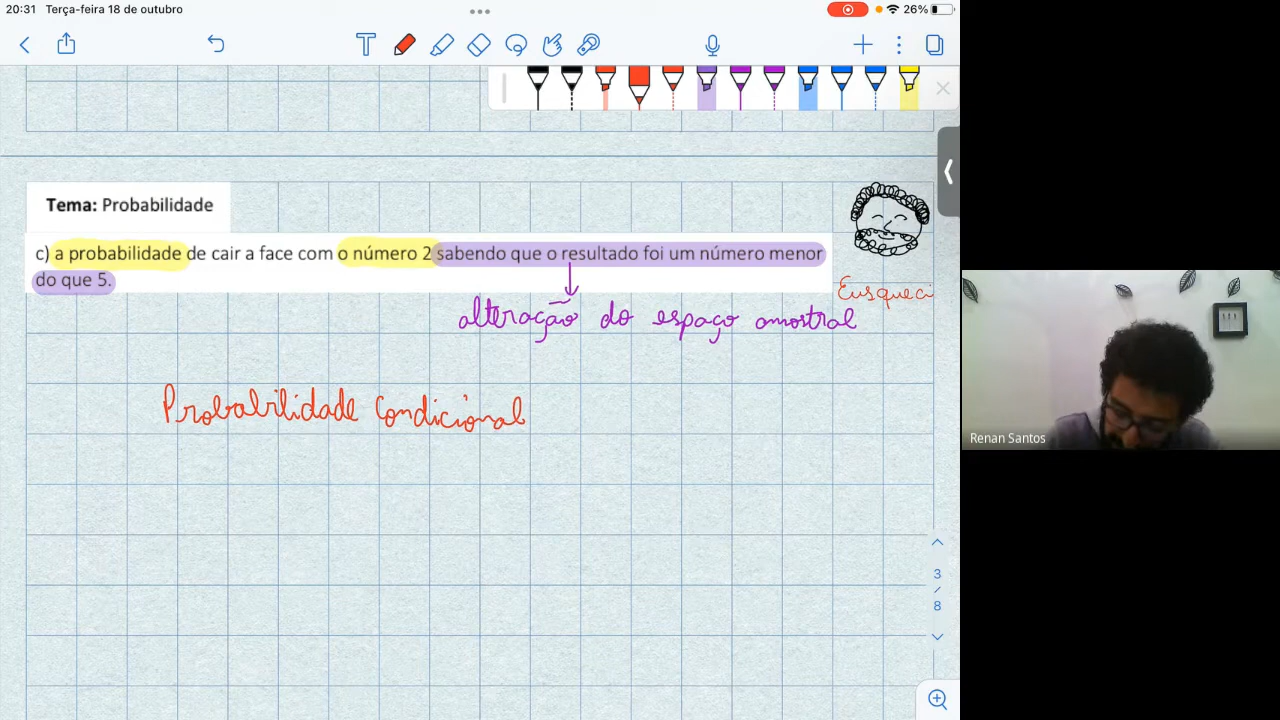 20:31 Terça-feira 18 de outubro
26%
Tema: Probabilidade
c) a probabilidade de cair a face com o número 2 sabendo que o resultado foi um número menor
do que 5.
Eusqueci
alteração do espaço amostral
Probabilidade Condicional
Renan Santos
3
/
8